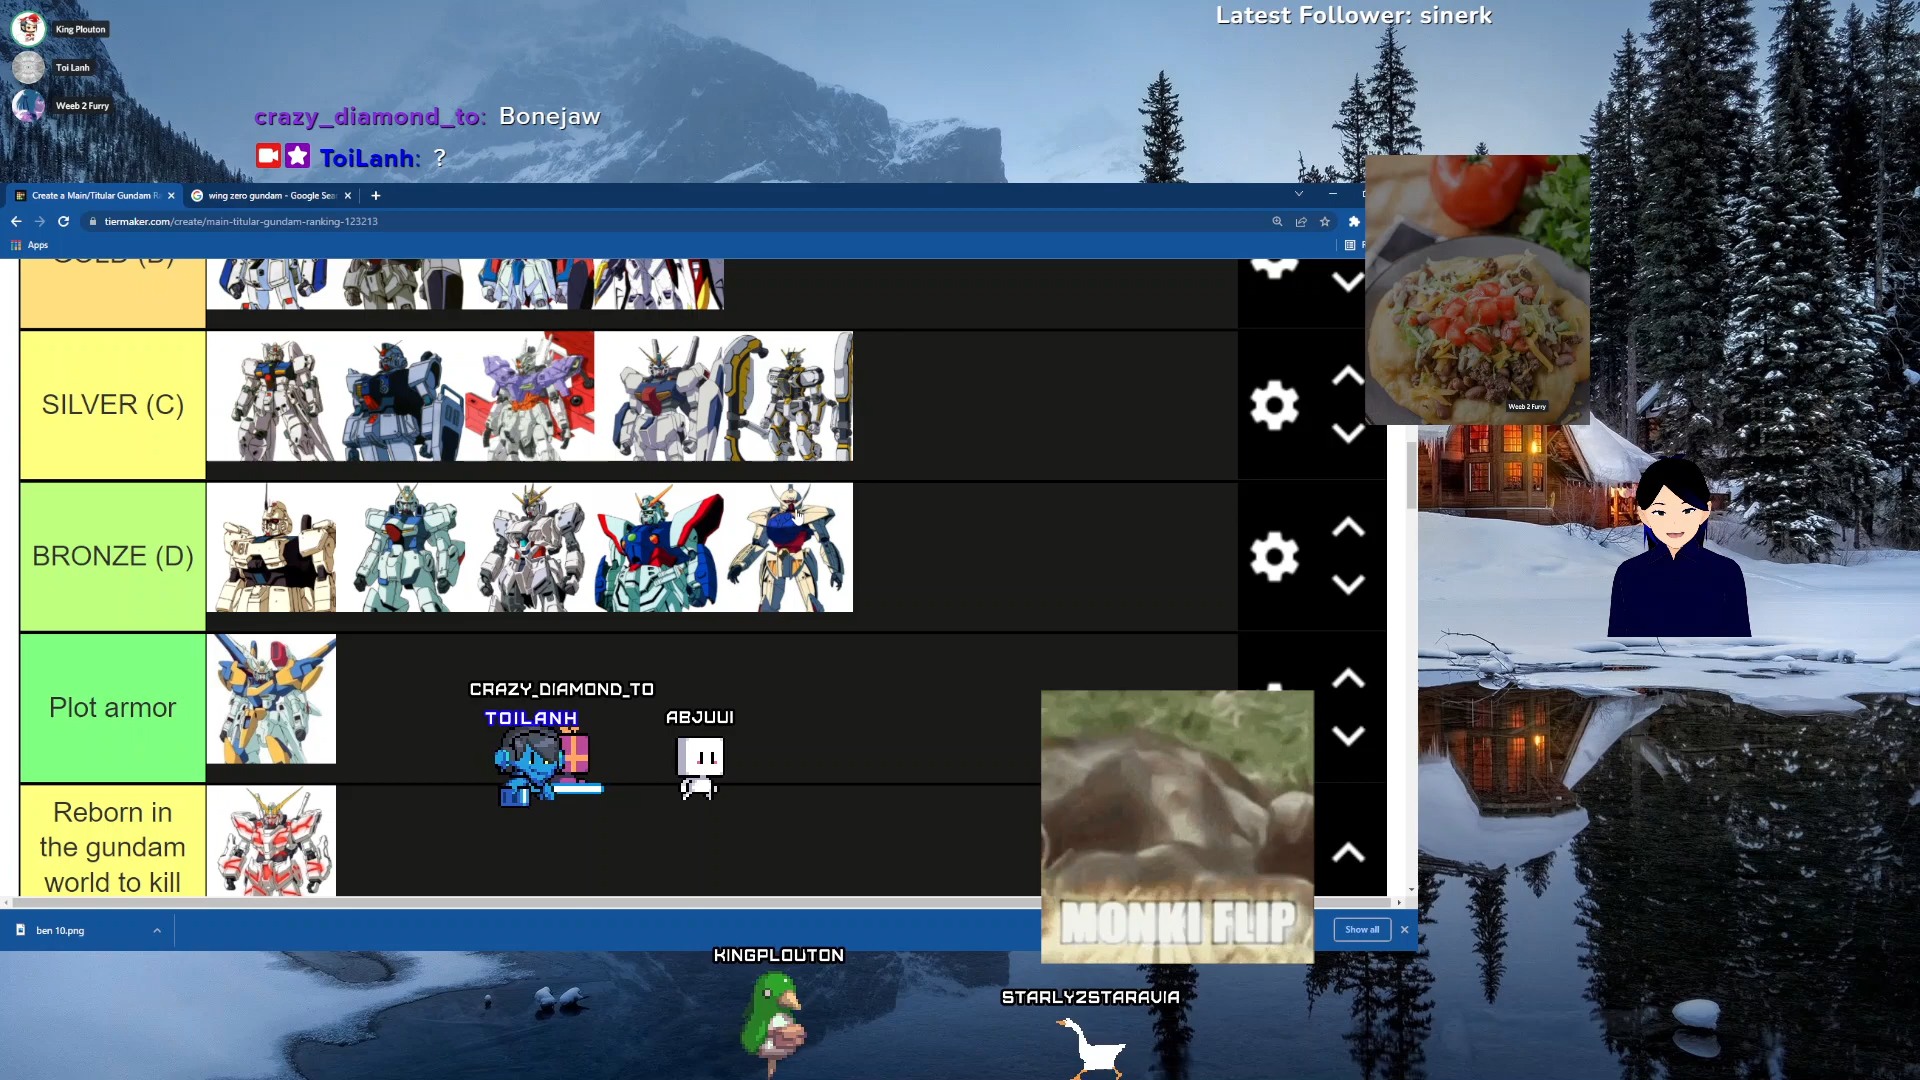 Latest Follower: sinerk
King Plouton
Toi Lanh
Weeb 2 Furry
crazy_diamond_to: Bonejaw
ToiLanh: ?
Create a Main/Titular Gundam R
wing zero gundam - Google Sea
tiermaker.com/create/main-titular-gundam-ranking-123213
Apps
GOLD (B)
SILVER (C)
Weeb 2 Furry
BRONZE (D)
Plot armor
CRAZY_DIAMOND_TO
TOILANH
ABJUUI
Reborn in
the gundam
world to kill
MONKI FLIP
ben 10.png
Show all
KINGPLOUTON
STARLYZSTARAVIA